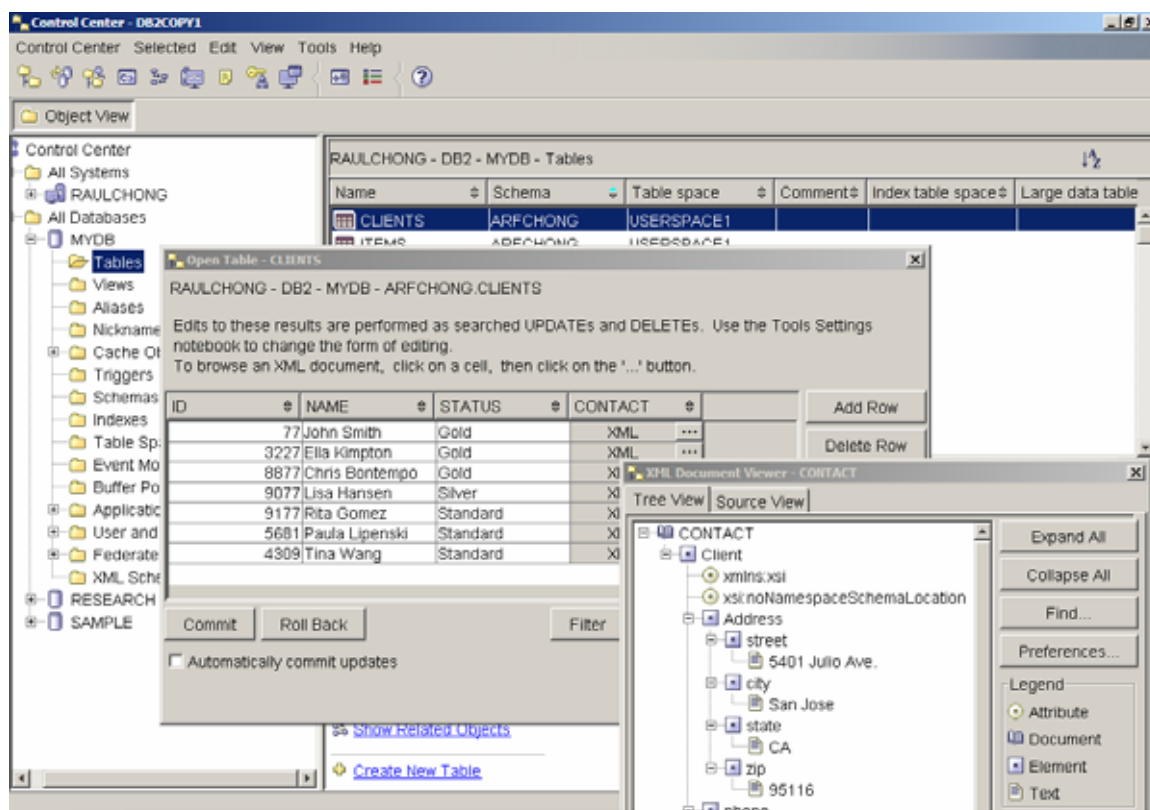 Control Center - DB2COPY1
Control Center Selected Edit View Tools Help
Object View
Control Center
All Systems
RAULCHONG
All Databases
MYDB
Tables
Views
Aliases
Nickname
Cache Ob
Triggers
Schemas
Indexes
Table Sp
Event Mo
Buffer Po
Applicatio
User and
Federate
XML Sche
RESEARCH
SAMPLE
RAULCHONG - DB2 - MYDB - Tables
Name Schema Table space Comment Index table space Large data table
CLIENTS ARFCHONG USERSPACE1
ITEMS ARFCHONG USERSPACE1
Open Table - CLIENTS
RAULCHONG - DB2 - MYDB - ARFCHONG.CLIENTS
Edits to these results are performed as searched UPDATEs and DELETEs. Use the Tools Settings
notebook to change the form of editing.
To browse an XML document, click on a cell, then click on the '...' button.
ID NAME STATUS CONTACT
77 John Smith Gold XML ...
3227 Ella Kimpton Gold XML ...
8877 Chris Bontempo Gold
9077 Lisa Hansen Silver
9177 Rita Gomez Standard
5681 Paula Lipenski Standard
4309 Tina Wang Standard
Add Row
Delete Row
Commit Roll Back Filter
Automatically commit updates
Show Related Objects
Create New Table
XML Document Viewer - CONTACT
Tree View Source View
CONTACT
Client
xmlns:xsi
xsi:noNamespaceSchemaLocation
Address
street
5401 Julio Ave.
city
San Jose
state
CA
zip
95116
phone
Expand All
Collapse All
Find...
Preferences...
Legend
Attribute
Document
Element
Text